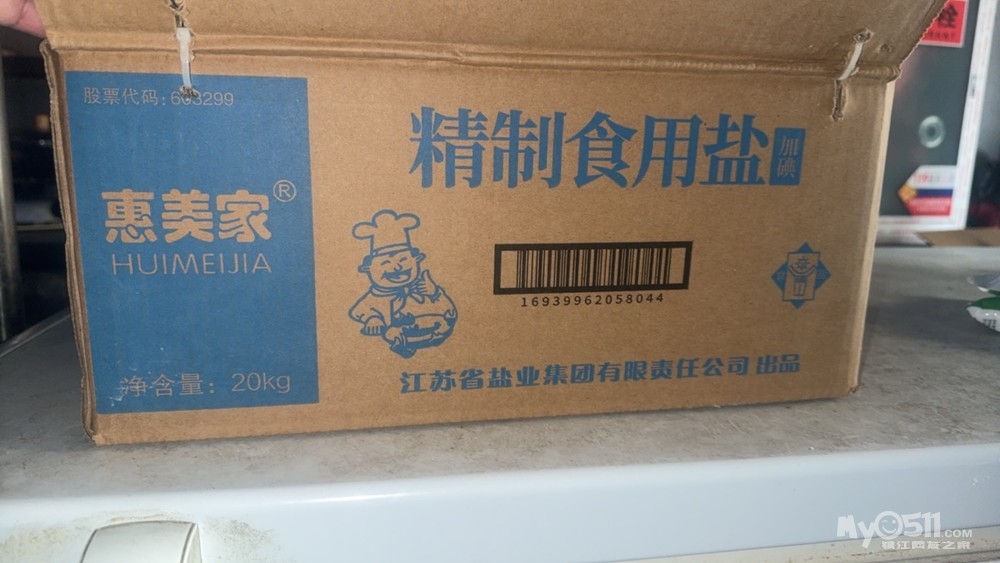 股票代码:603299
惠美家®
HUIMEIJIA
净含量: 20kg
精制食用盐
加碘
16939962058044
12
江苏省盐业集团有限责任公司 出品
My0511.COM
镇江网友之家